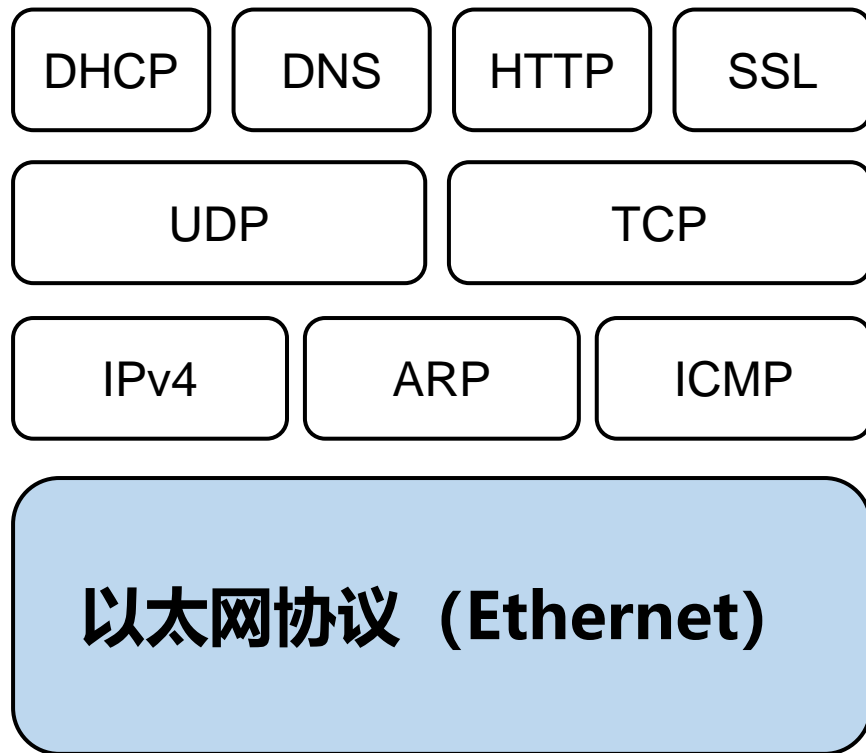 DHCP DNS HTTP SSL
UDP TCP
IPv4 ARP ICMP
以太网协议（Ethernet）